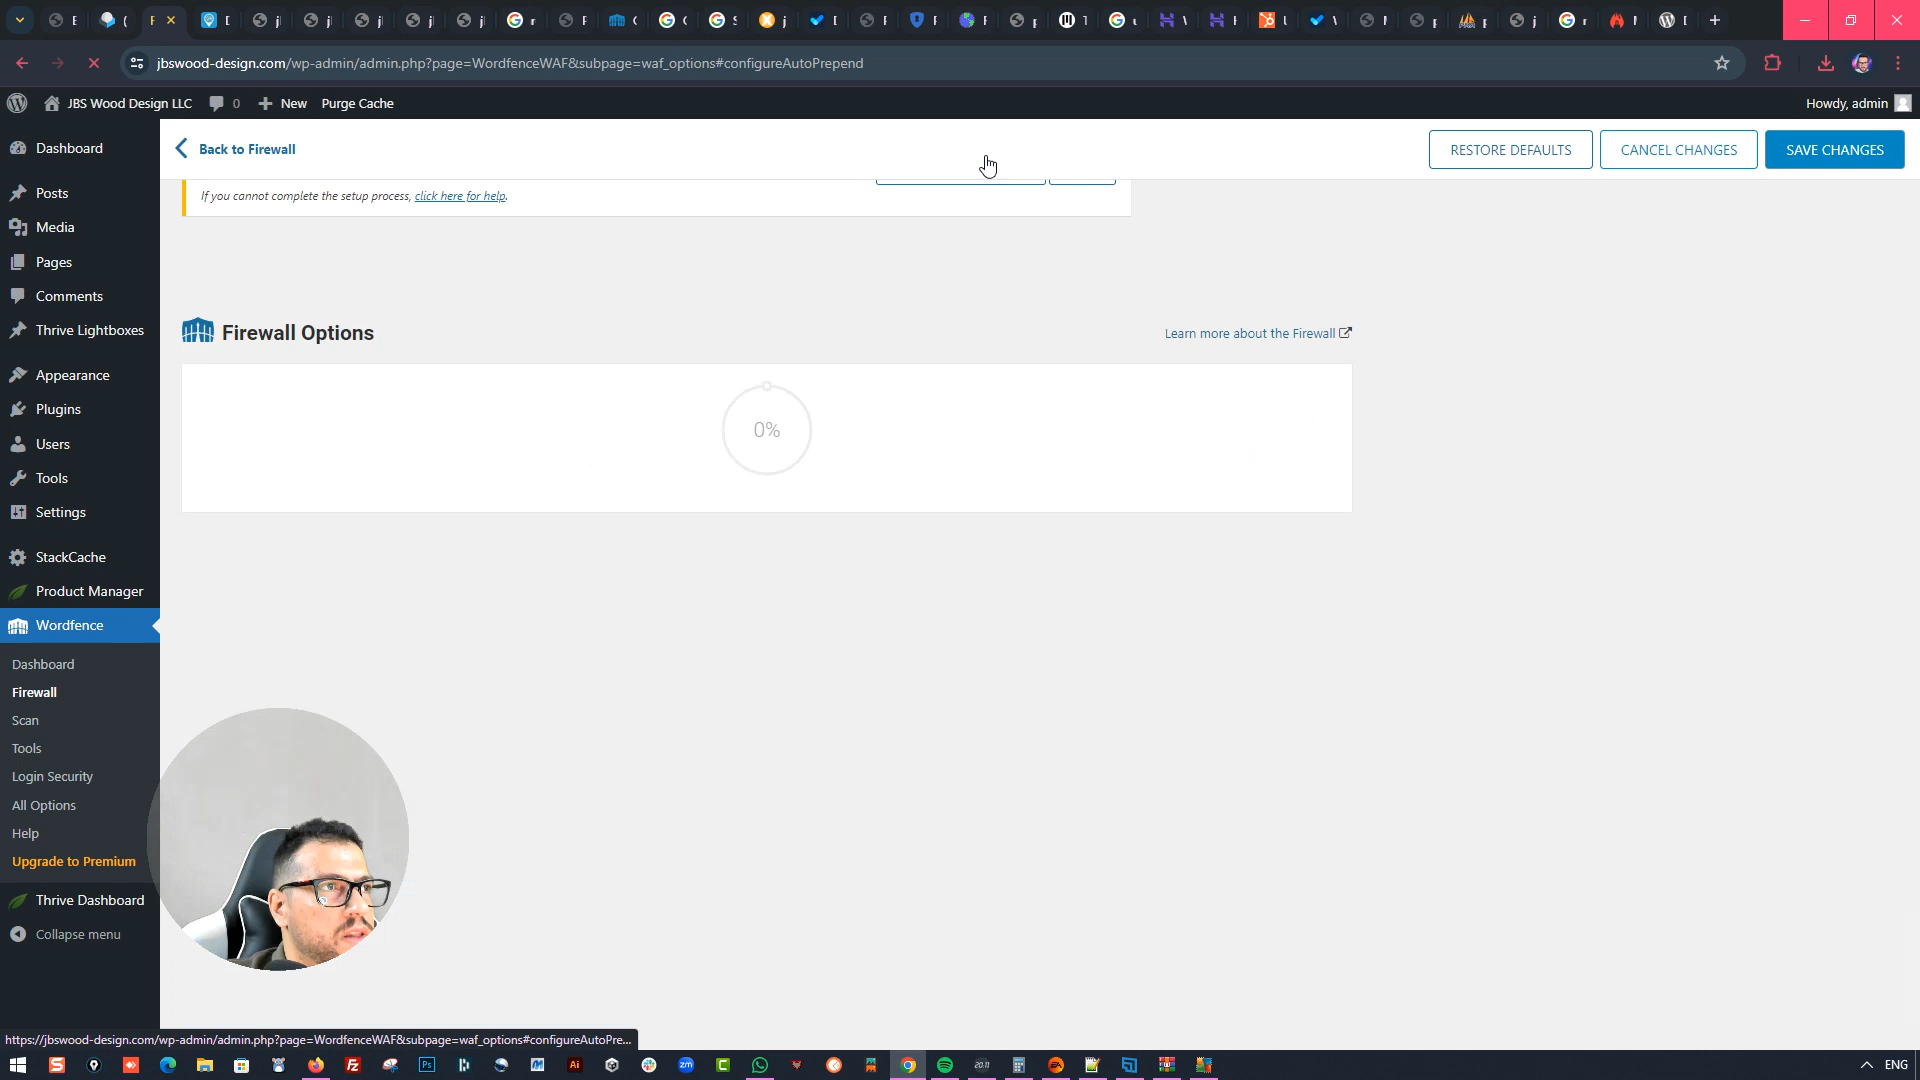 jbswood-design.com/wp-admin/admin.php?page=WordfenceWAF&subpage=waf_options#configureAutoPrepend
JBS Wood Design LLC
0
New
Purge Cache
Howdy, admin
Back to Firewall
RESTORE DEFAULTS
CANCEL CHANGES
SAVE CHANGES
If you cannot complete the setup process, click here for help.
Firewall Options
Learn more about the Firewall
0%
Dashboard
Posts
Media
Pages
Comments
Thrive Lightboxes
Appearance
Plugins
Users
Tools
Settings
StackCache
Product Manager
Wordfence
Dashboard
Firewall
Scan
Tools
Login Security
All Options
Help
Upgrade to Premium
Thrive Dashboard
Collapse menu
https://jbswood-design.com/wp-admin/admin.php?page=WordfenceWAF&subpage=waf_options#configureAutoPre...
ENG